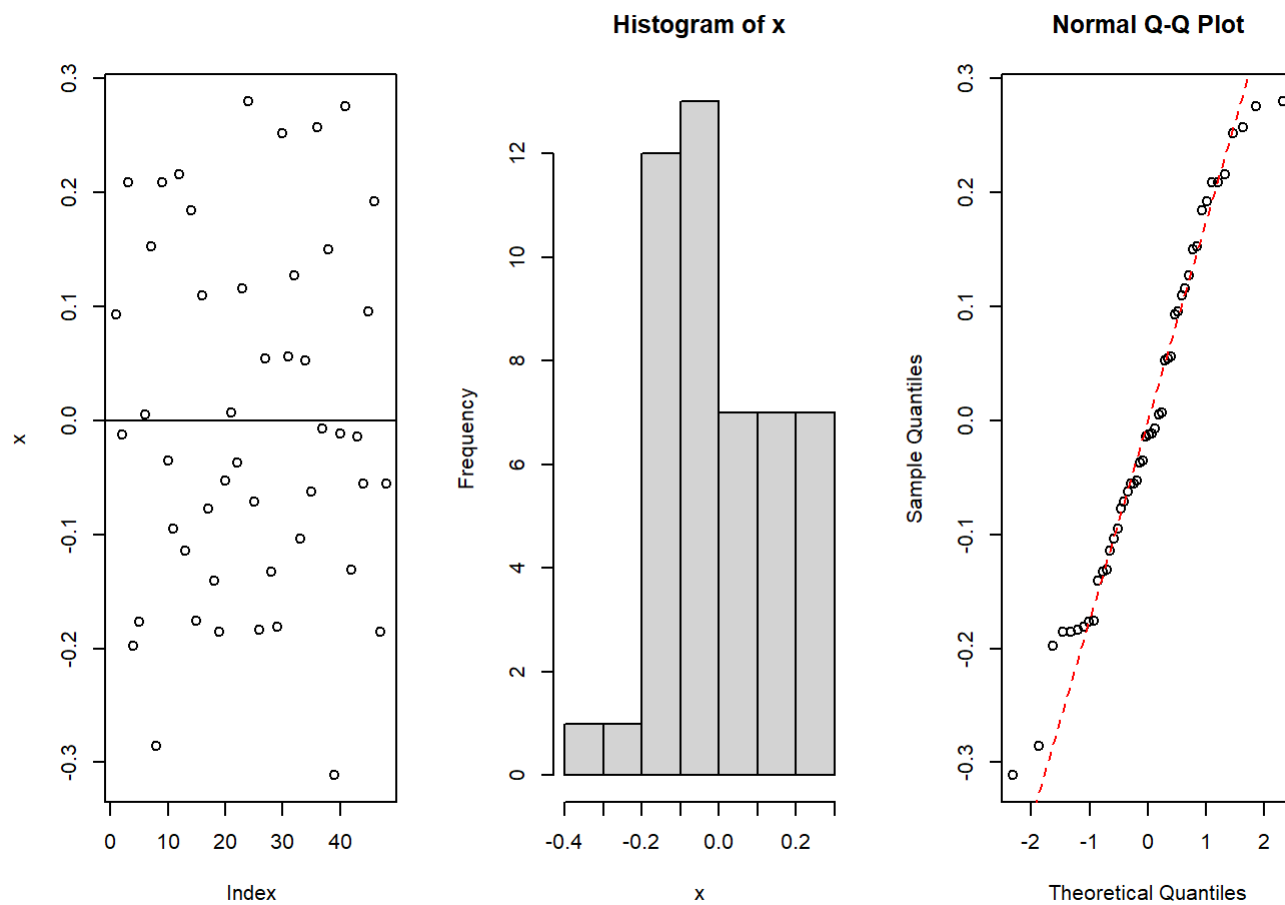 Histogram of x
Normal Q-Q Plot
x
0.3
0.2
0.1
0.0
-0.1
-0.2
-0.3
0 10 20 30 40
Index
Frequency
12
10
8
6
4
2
0
-0.4 -0.2 0.0 0.2
x
Sample Quantiles
0.3
0.2
0.1
0.0
-0.1
-0.2
-0.3
-2 -1 0 1 2
Theoretical Quantiles